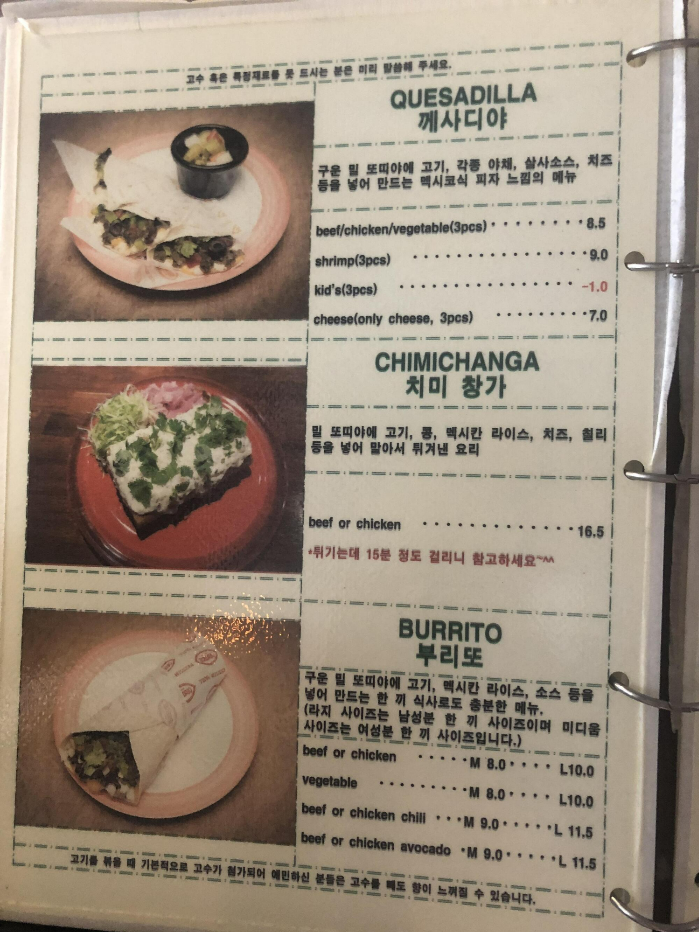 고수 혹은 특정재료를 못 드시는 분은 미리 말씀해 주세요.
QUESADILLA
께사디야
구운 밀 또띠야에 고기, 각종 야채, 살사소스, 치즈
등을 넣어 만드는 멕시코식 피자 느낌의 메뉴
beef/chicken/vegetable(3pcs) · · · · · · · · 8.5
shrimp(3pcs) · · · · · · · · · · · · · · · 9.0
kid's(3pcs) · · · · · · · · · · · · · · · -1.0
cheese(only cheese, 3pcs) · · · · · · · · 7.0
CHIMICHANGA
치미 창가
밀 또띠야에 고기, 콩, 멕시칸 라이스, 치즈, 칠리
등을 넣어 말아서 튀겨낸 요리
beef or chicken · · · · · · · · · · · · · 16.5
*튀기는데 15분 정도 걸리니 참고하세요~^^
BURRITO
부리또
구운 밀 또띠야에 고기, 멕시칸 라이스, 소스 등을
넣어 만드는 한 끼 식사로도 충분한 메뉴.
(라지 사이즈는 남성분 한 끼 사이즈이며 미디움
사이즈는 여성분 한 끼 사이즈입니다.)
beef or chicken · · · · · M 8.0 · · · · L10.0
vegetable · · · · · · · · M 8.0 · · · · L10.0
beef or chicken chili · · · M 9.0 · · · · · L 11.5
beef or chicken avocado · M 9.0 · · · · · L 11.5
고기를 볶을 때 기본적으로 고수가 첨가되어 예민하신 분들은 고수를 빼도 향이 느껴질 수 있습니다.